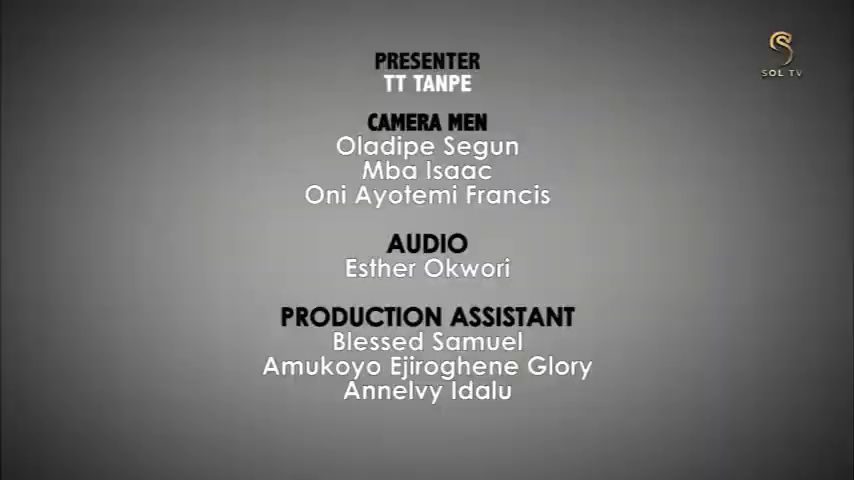 PRESENTER
TT TANPE
SOL TV
CAMERA MEN
Oladipe Segun
Mba Isaac
Oni Ayotemi Francis
AUDIO
Esther Okwori
PRODUCTION ASSISTANT
Blessed Samuel
Amukoyo Ejiroghene Glory
Annelvy Idalu